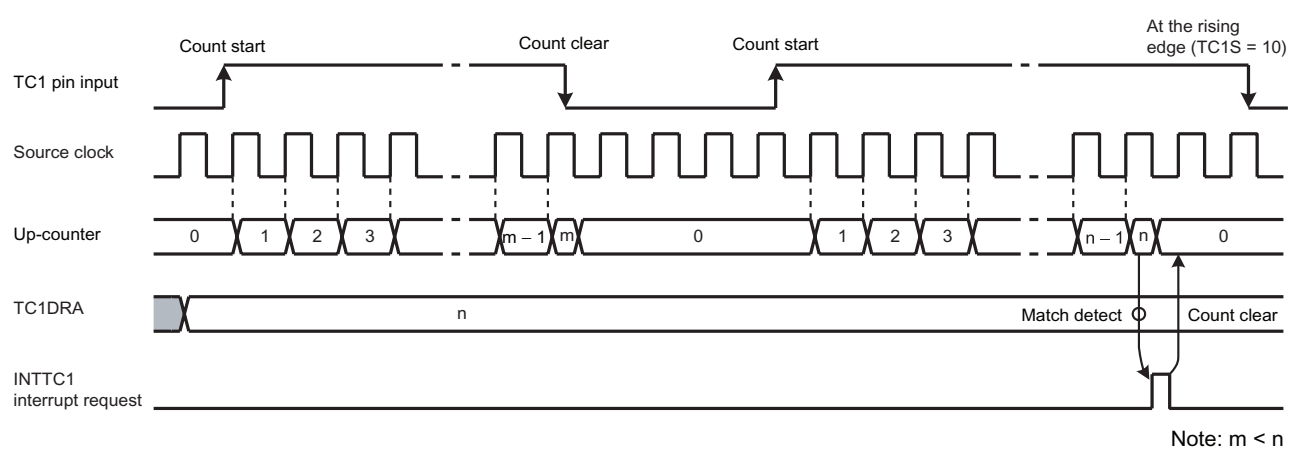 At the rising
edge (TC1S = 10)
Count start
Count clear
Count start
TC1 pin input
Source clock
Up-counter
0
1
2
3
m – 1
m
0
1
2
3
n – 1
n
0
TC1DRA
n
Match detect
Count clear
INTTC1
interrupt request
Note: m < n